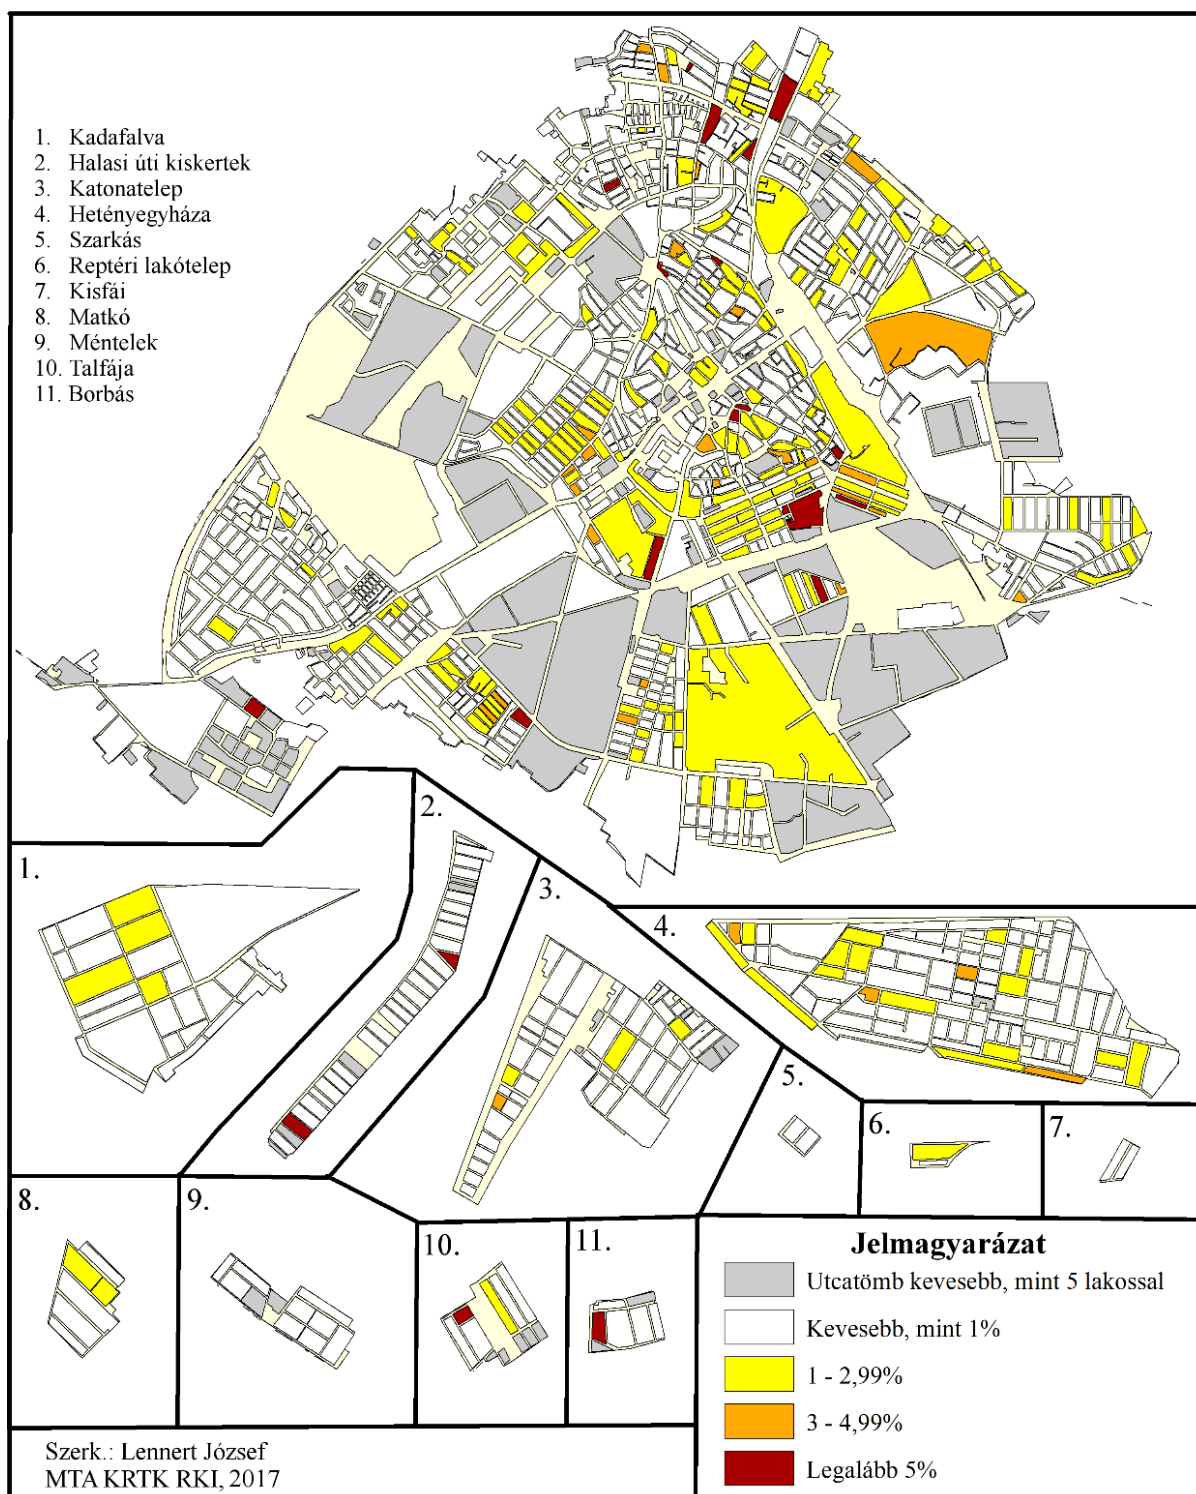 1. Kadafalva
2. Halasi úti kiskertek
3. Katonatelep
4. Hetényegyháza
5. Szarkás
6. Reptéri lakótelep
7. Kisfái
8. Matkó
9. Méntelek
10. Talfája
11. Borbás
1.
2.
3.
4.
5.
6.
7.
8.
9.
10.
11.
Jelmagyarázat
Utcatömb kevesebb, mint 5 lakossal
Kevesebb, mint 1%
1 - 2,99%
3 - 4,99%
Legalább 5%
Szerk.: Lennert József
MTA KRTK RKI, 2017